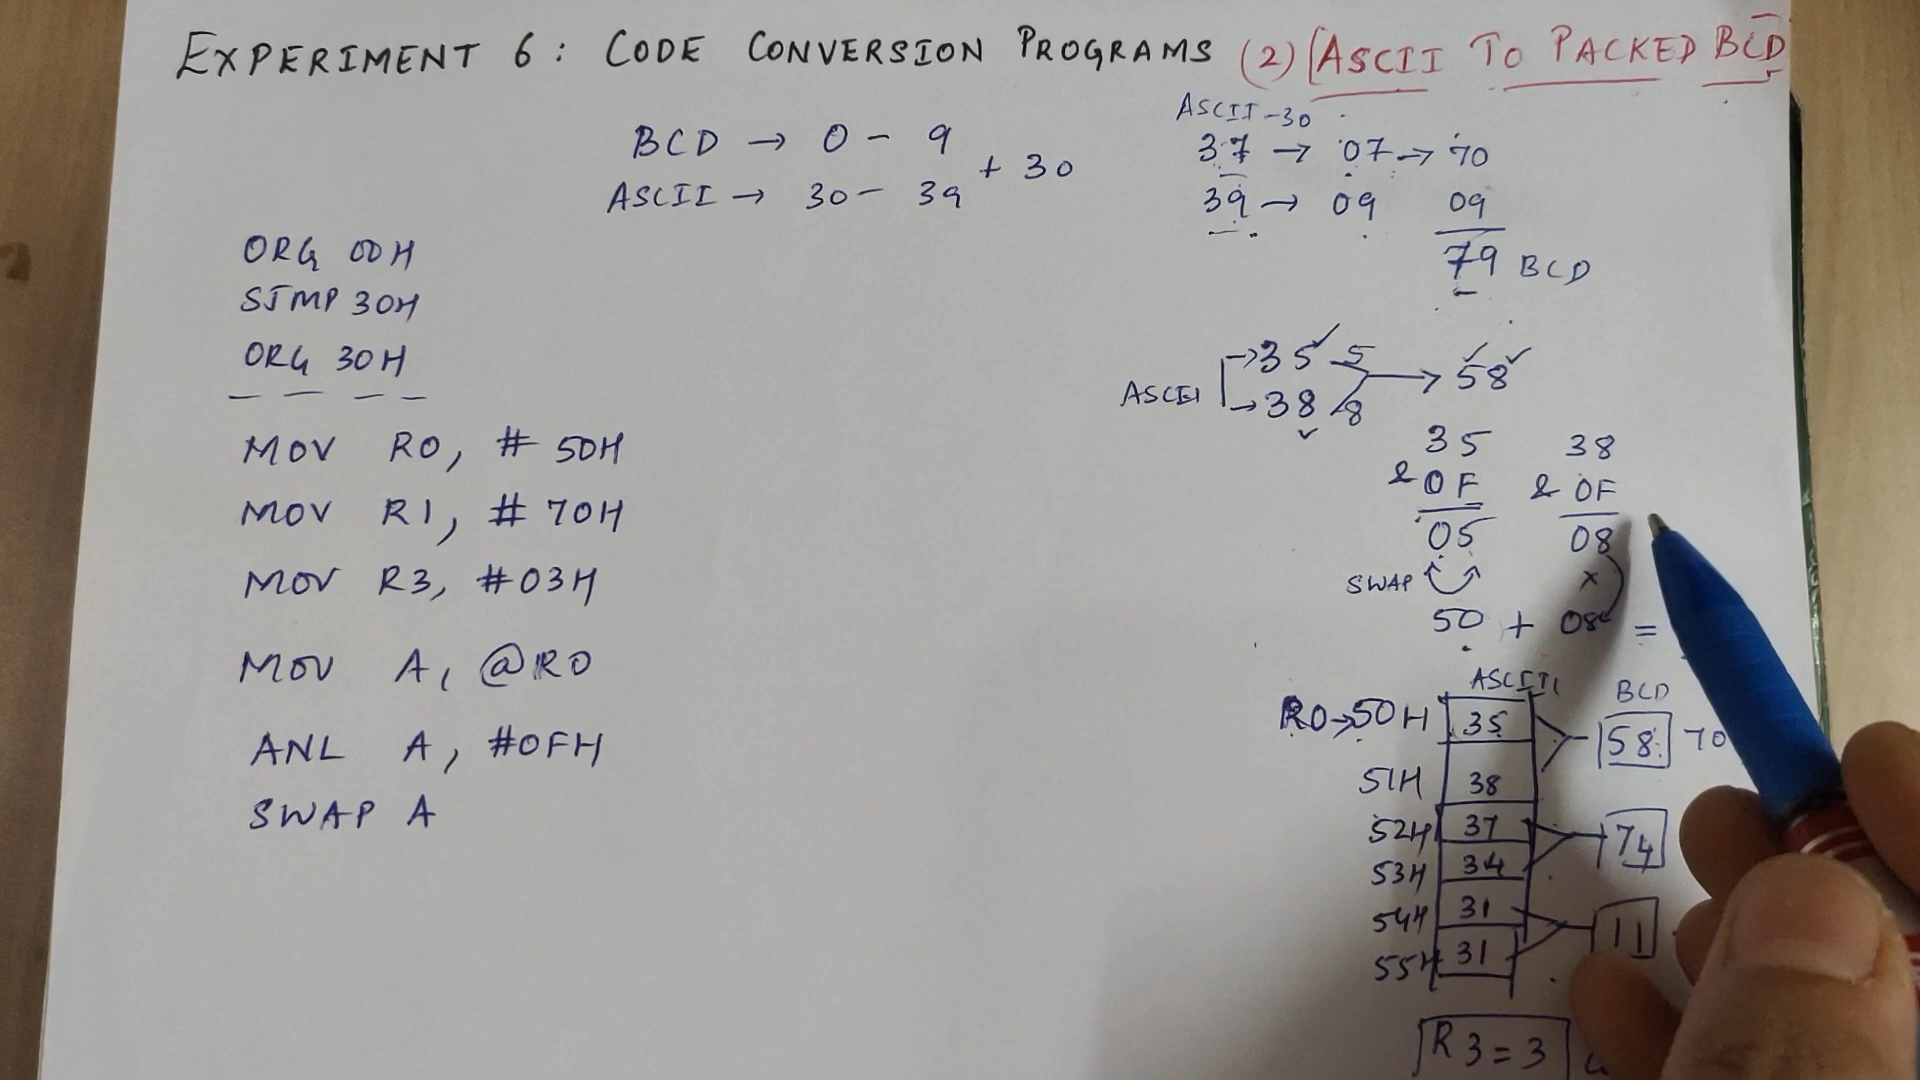 EXPERIMENT 6: CODE CONVERSION PROGRAMS (2) ASCII TO PACKED BCD
BCD → 0 - 9
ASCII → 30 - 39
+ 30
ORG 00H
SJMP 30H
ORG 30H
MOV R0, # 50H
MOV R1, # 70H
MOV R3, #03H
MOV A, @R0
ANL A, #0FH
SWAP A
ASCII -30
37 → 07 → 70
39 → 09 09
79 BCD
ASCII → 35 5 → 58
→ 38 8
35 38
& 0F & 0F
05 08
SWAP
50 + 08 =
ASCII BCD
R0→50H 35 58 70
51H 38
52H 37 74
53H 34
54H 31 11
55H 31
R3=3